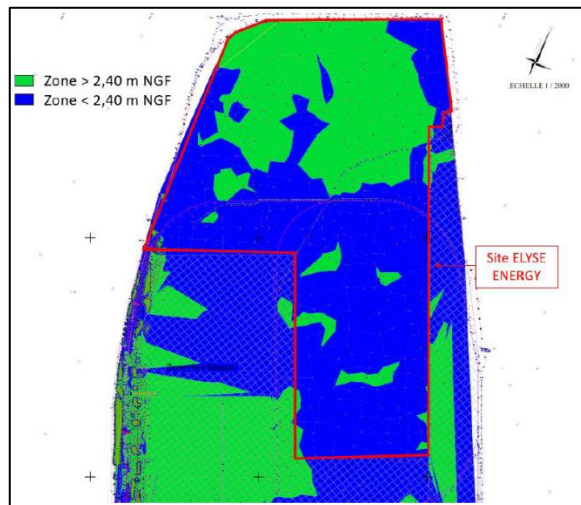 Zone > 2,40 m NGF
Zone < 2,40 m NGF
ECHELLE 1 / 2000
Site ELYSE
ENERGY